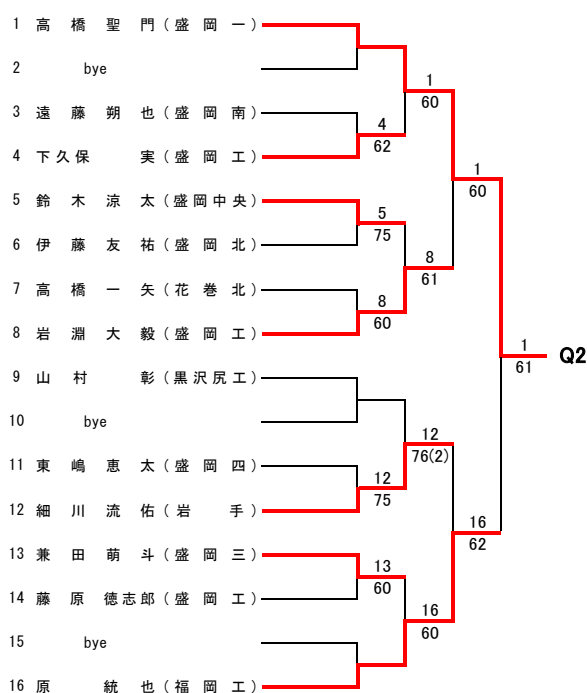 1 高橋聖門(盛岡一)
2 bye
3 遠藤朔也(盛岡南)
4 下久保実(盛岡工)
5 鈴木涼太(盛岡中央)
6 伊藤友祐(盛岡北)
7 高橋一矢(花巻北)
8 岩淵大毅(盛岡工)
9 山村彰(黒沢尻工)
10 bye
11 東嶋恵太(盛岡四)
12 細川流佑(岩手)
13 兼田萌斗(盛岡三)
14 藤原徳志郎(盛岡工)
15 bye
16 原統也(福岡工)
4
62
5
75
8
60
12
75
13
60
1
60
8
61
12
76(2)
16
60
1
60
16
62
1
61
Q2